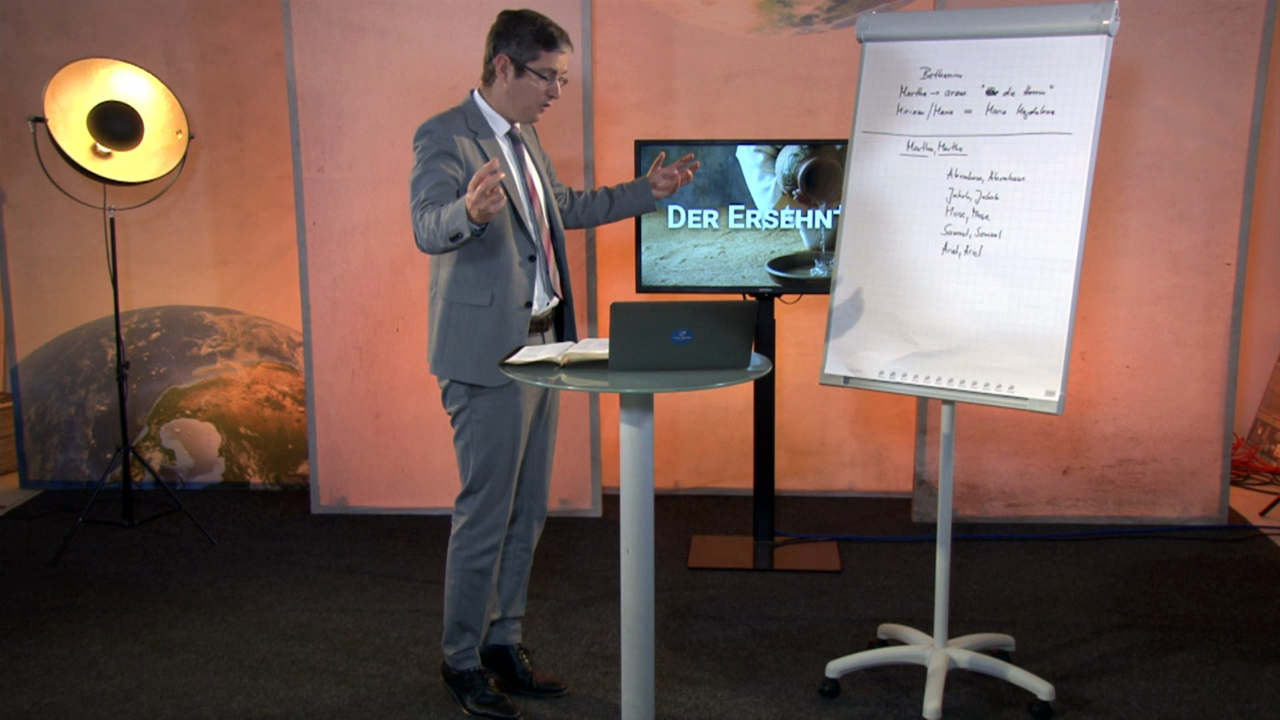 DER ERSEHNT
Bethanien
Martha → aram. "die Herrin"
Miriam/Maria = Maria Magdalena
Martha, Martha
Abraham, Abraham
Jakob, Jakob
Mose, Mose
Samuel, Samuel
Ariel, Ariel